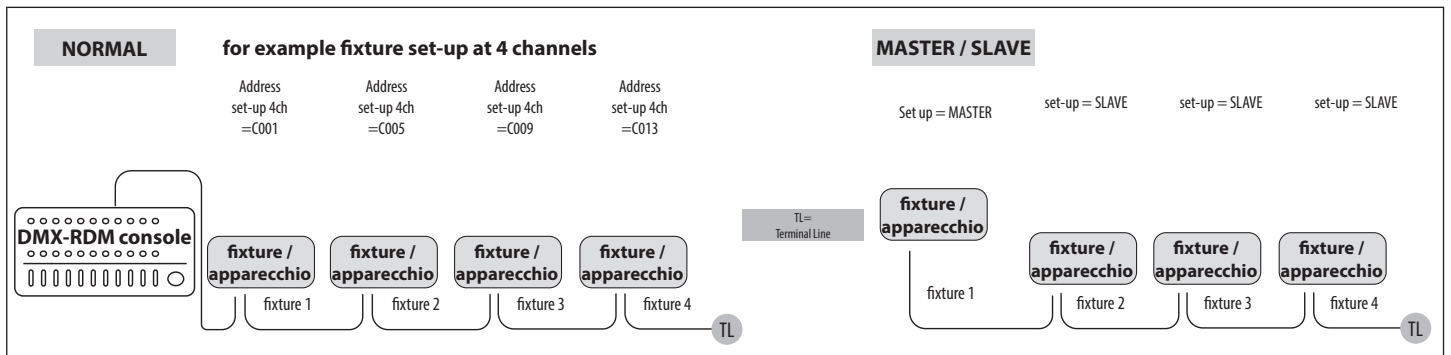 NORMAL
for example fixture set-up at 4 channels
Address
set-up 4ch
=C001
Address
set-up 4ch
=C005
Address
set-up 4ch
=C009
Address
set-up 4ch
=C013
DMX-RDM console
fixture /
apparecchio
fixture /
apparecchio
fixture /
apparecchio
fixture /
apparecchio
fixture 1
fixture 2
fixture 3
fixture 4
TL
TL=
Terminal Line
MASTER / SLAVE
Set up = MASTER
set-up = SLAVE
set-up = SLAVE
set-up = SLAVE
fixture /
apparecchio
fixture /
apparecchio
fixture /
apparecchio
fixture /
apparecchio
fixture 1
fixture 2
fixture 3
fixture 4
TL